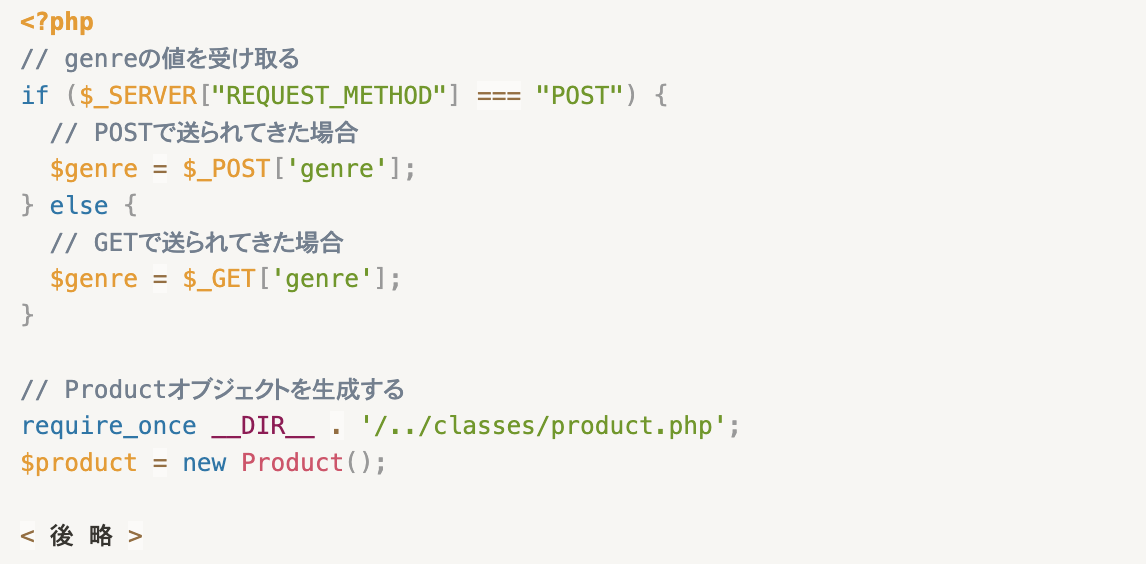 <?php
// genreの値を受け取る
if ($_SERVER["REQUEST_METHOD"] === "POST") {
  // POSTで送られてきた場合
  $genre = $_POST['genre'];
} else {
  // GETで送られてきた場合
  $genre = $_GET['genre'];
}

// Productオブジェクトを生成する
require_once __DIR__ . '/../classes/product.php';
$product = new Product();

< 後 略 >